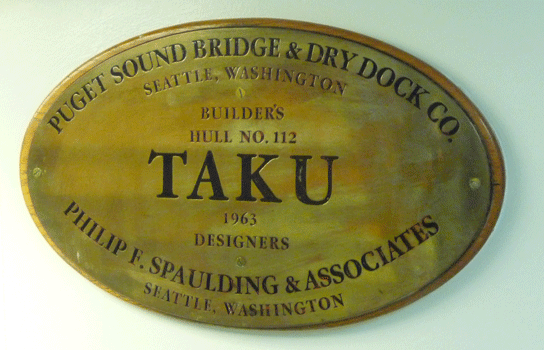 PUGET SOUND BRIDGE & DRY DOCK CO.
SEATTLE, WASHINGTON
BUILDER'S
HULL NO. 112
TAKU
1963
DESIGNERS
PHILIP F. SPAULDING & ASSOCIATES
SEATTLE, WASHINGTON